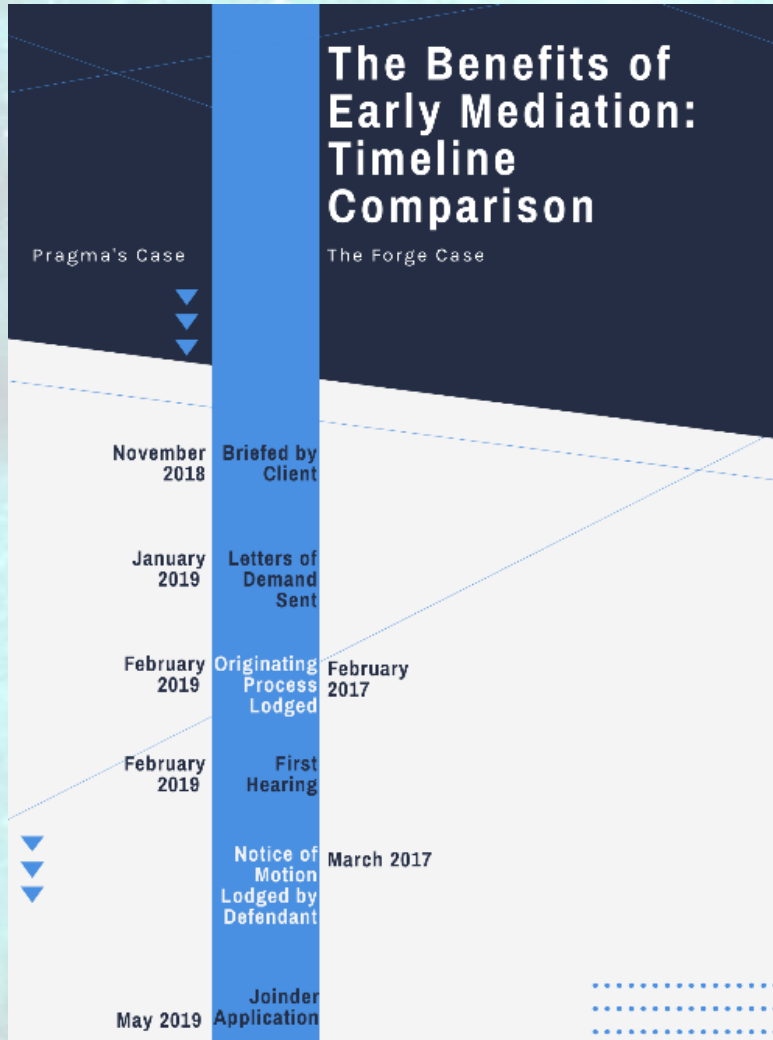 The Benefits of
Early Mediation:
Timeline
Comparison
Pragma's Case
The Forge Case
November
2018
Briefed by
Client
January
2019
Letters of
Demand
Sent
February
2019
Originating
Process
Lodged
February
2017
February
2019
First
Hearing
Notice of
Motion
Lodged by
Defendant
March 2017
May 2019
Joinder
Application